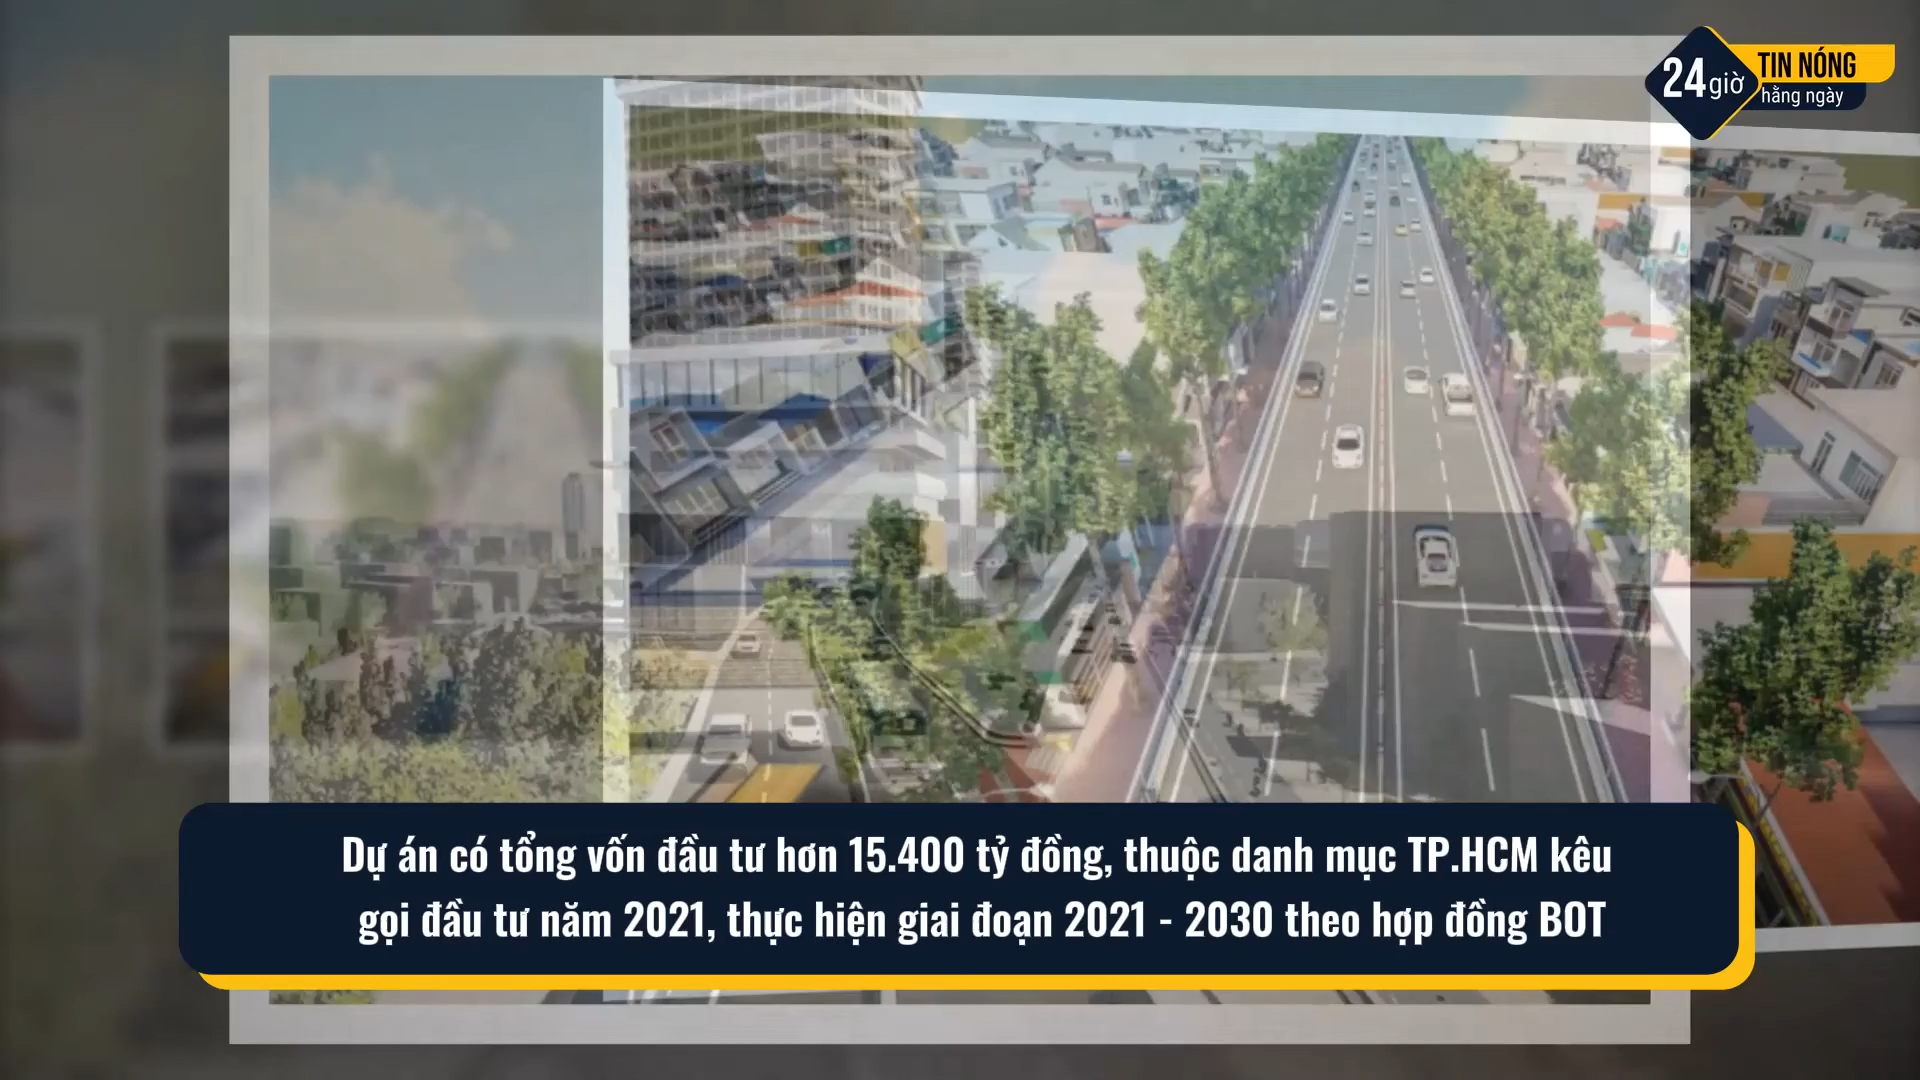 24giờ
TIN NÓNG
hằng ngày
Dự án có tổng vốn đầu tư hơn 15.400 tỷ đồng, thuộc danh mục TP.HCM kêu
gọi đầu tư năm 2021, thực hiện giai đoạn 2021 - 2030 theo hợp đồng BOT